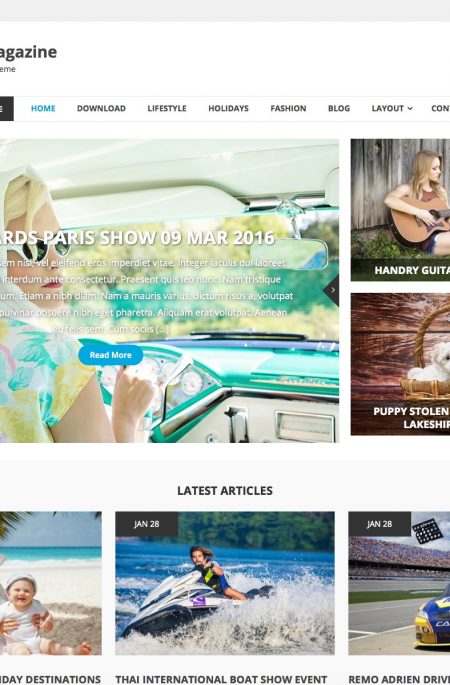 agazine
eme
E
HOME
DOWNLOAD
LIFESTYLE
HOLIDAYS
FASHION
BLOG
LAYOUT
CON
ARDS PARIS SHOW 09 MAR 2016
sem nisl, vel eleifend eros imperdiet vitae. Integer iaculis dui laoreet
interdum ante consectetur. Praesent quis leo nunc. Nam tristique
um. Etiam a nibh diam. Nam a mauris varius, dictum risus a, volutpat
pulvinar posuere nibh eget pharetra. Aliquam erat volutpat. Aenean
eu felis sem. Cum sociis [...]
Read More
HANDRY GUITA
PUPPY STOLEN
LAKESHIR
LATEST ARTICLES
JAN 28
JAN 28
IDAY DESTINATIONS
THAI INTERNATIONAL BOAT SHOW EVENT
REMO ADRIEN DRIV